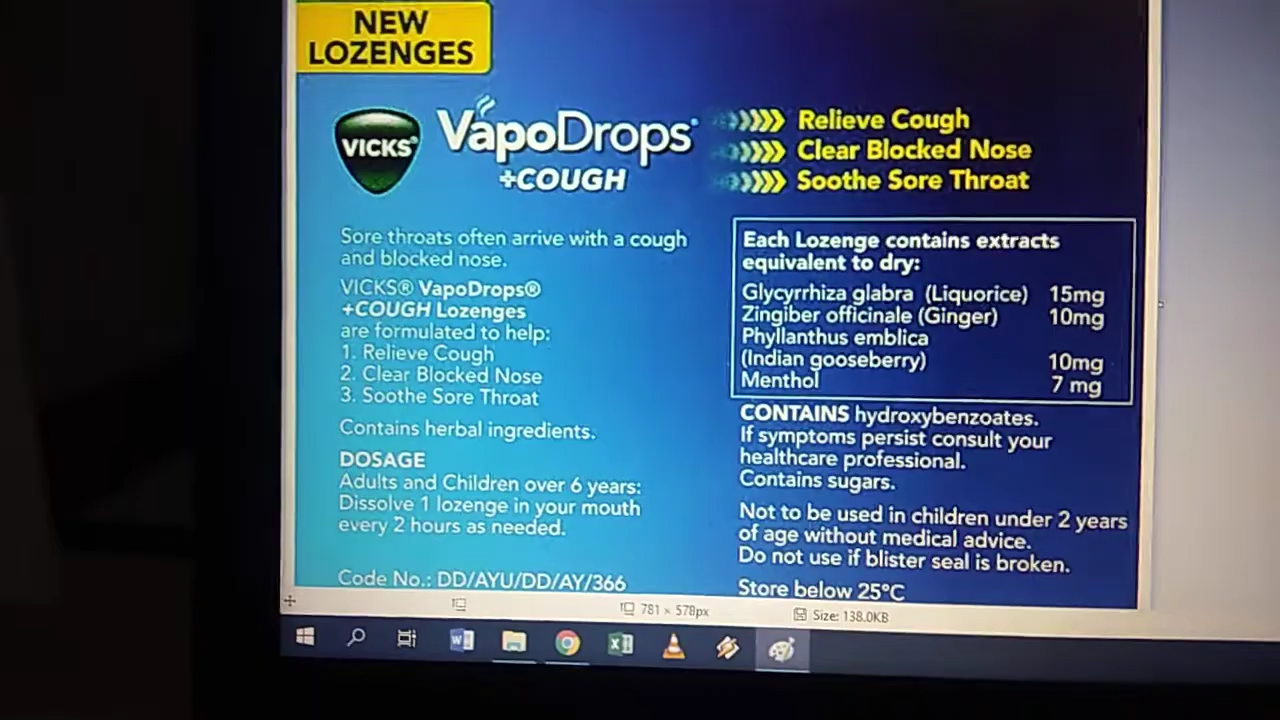 NEW
LOZENGES
VICKS®
VapoDrops®
+COUGH
Relieve Cough
Clear Blocked Nose
Soothe Sore Throat
Sore throats often arrive with a cough
and blocked nose.
VICKS® VapoDrops®
+COUGH Lozenges
are formulated to help:
1. Relieve Cough
2. Clear Blocked Nose
3. Soothe Sore Throat
Contains herbal ingredients.
DOSAGE
Adults and Children over 6 years:
Dissolve 1 lozenge in your mouth
every 2 hours as needed.
Code No.: DD/AYU/DD/AY/366
Each Lozenge contains extracts
equivalent to dry:
Glycyrrhiza glabra (Liquorice) 15mg
Zingiber officinale (Ginger) 10mg
Phyllanthus emblica
(Indian gooseberry) 10mg
Menthol 7 mg
CONTAINS hydroxybenzoates.
If symptoms persist consult your
healthcare professional.
Contains sugars.
Not to be used in children under 2 years
of age without medical advice.
Do not use if blister seal is broken.
Store below 25°C
781 × 578px
Size: 138.0KB